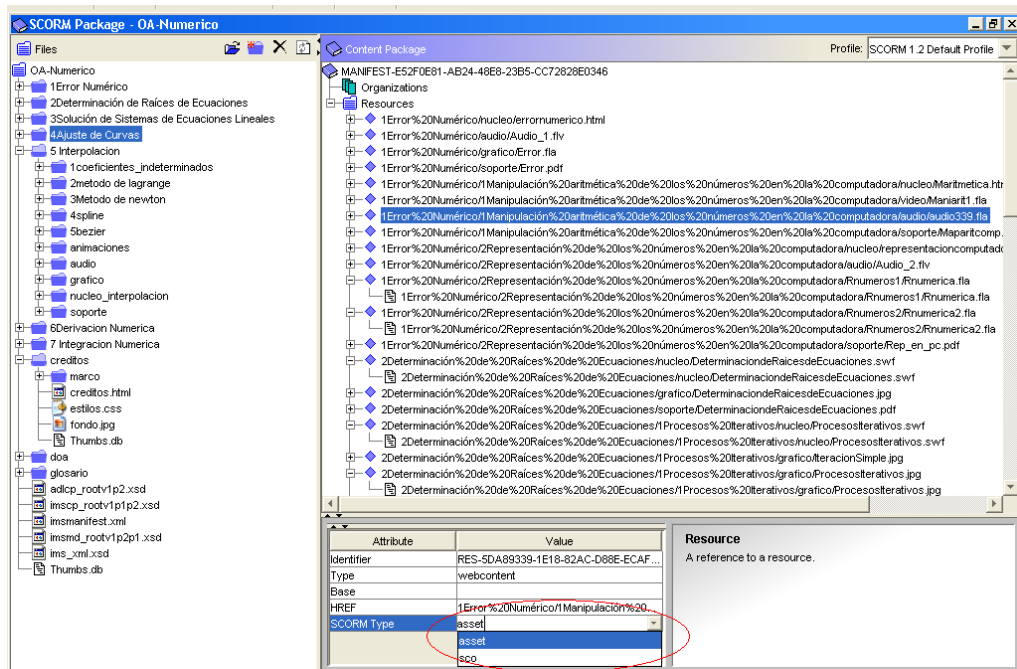 SCORM Package - OA-Numerico
Files
OA-Numerico
1Error Numérico
2Determinación de Raíces de Ecuaciones
3Solución de Sistemas de Ecuaciones Lineales
4Ajuste de Curvas
5 Interpolacion
1coeficientes_indeterminados
2metodo de lagrange
3Metodo de newton
4spline
5bezier
animaciones
audio
grafico
nucleo_interpolacion
soporte
6Derivacion Numerica
7 Integracion Numerica
creditos
marco
creditos.html
estilos.css
fondo.jpg
Thumbs.db
doa
glosario
adlcp_rootv1p2.xsd
imscp_rootv1p1p2.xsd
imsmanifest.xml
imsmd_rootv1p2p1.xsd
ims_xml.xsd
Thumbs.db
Content Package
Profile: SCORM 1.2 Default Profile
MANIFEST-E52F0E81-AB24-48E8-23B5-CC72828E0346
Organizations
Resources
1Error%20Numérico/nucleo/errornumerico.html
1Error%20Numérico/audio/Audio_1.flv
1Error%20Numérico/grafico/Error.fla
1Error%20Numérico/soporte/Error.pdf
1Error%20Numérico/1Manipulación%20aritmética%20de%20los%20números%20en%20la%20computadora/nucleo/Maritmetica.htr
1Error%20Numérico/1Manipulación%20aritmética%20de%20los%20números%20en%20la%20computadora/video/Maniarit1.fla
1Error%20Numérico/1Manipulación%20aritmética%20de%20los%20números%20en%20la%20computadora/audio/audio339.fla
1Error%20Numérico/1Manipulación%20aritmética%20de%20los%20números%20en%20la%20computadora/soporte/Maparitcomp.
1Error%20Numérico/2Representación%20de%20los%20números%20en%20la%20computadora/nucleo/representacioncomputado
1Error%20Numérico/2Representación%20de%20los%20números%20en%20la%20computadora/audio/Audio_2.flv
1Error%20Numérico/2Representación%20de%20los%20números%20en%20la%20computadora/Rnumeros1/Rnumerica.fla
1Error%20Numérico/2Representación%20de%20los%20números%20en%20la%20computadora/Rnumeros1/Rnumerica.fla
1Error%20Numérico/2Representación%20de%20los%20números%20en%20la%20computadora/Rnumeros2/Rnumerica2.fla
1Error%20Numérico/2Representación%20de%20los%20números%20en%20la%20computadora/Rnumeros2/Rnumerica2.fla
1Error%20Numérico/2Representación%20de%20los%20números%20en%20la%20computadora/soporte/Rep_en_pc.pdf
2Determinación%20de%20Raíces%20de%20Ecuaciones/nucleo/DeterminaciondeRaicesdeEcuaciones.swf
2Determinación%20de%20Raíces%20de%20Ecuaciones/nucleo/DeterminaciondeRaicesdeEcuaciones.swf
2Determinación%20de%20Raíces%20de%20Ecuaciones/grafico/DeterminaciondeRaicesdeEcuaciones.jpg
2Determinación%20de%20Raíces%20de%20Ecuaciones/soporte/DeterminaciondeRaicesdeEcuaciones.pdf
2Determinación%20de%20Raíces%20de%20Ecuaciones/1Procesos%20Iterativos/nucleo/ProcesosIterativos.swf
2Determinación%20de%20Raíces%20de%20Ecuaciones/1Procesos%20Iterativos/nucleo/ProcesosIterativos.swf
2Determinación%20de%20Raíces%20de%20Ecuaciones/1Procesos%20Iterativos/grafico/IteracionSimple.jpg
2Determinación%20de%20Raíces%20de%20Ecuaciones/1Procesos%20Iterativos/grafico/ProcesosIterativos.jpg
2Determinación%20de%20Raíces%20de%20Ecuaciones/1Procesos%20Iterativos/grafico/ProcesosIterativos.jpg
Attribute Value
Identifier RES-5DA89339-1E18-82AC-D88E-ECAF...
Type webcontent
Base
HREF 1Error%20Numérico/1Manipulación%20...
SCORM Type asset
asset
sco
Resource
A reference to a resource.